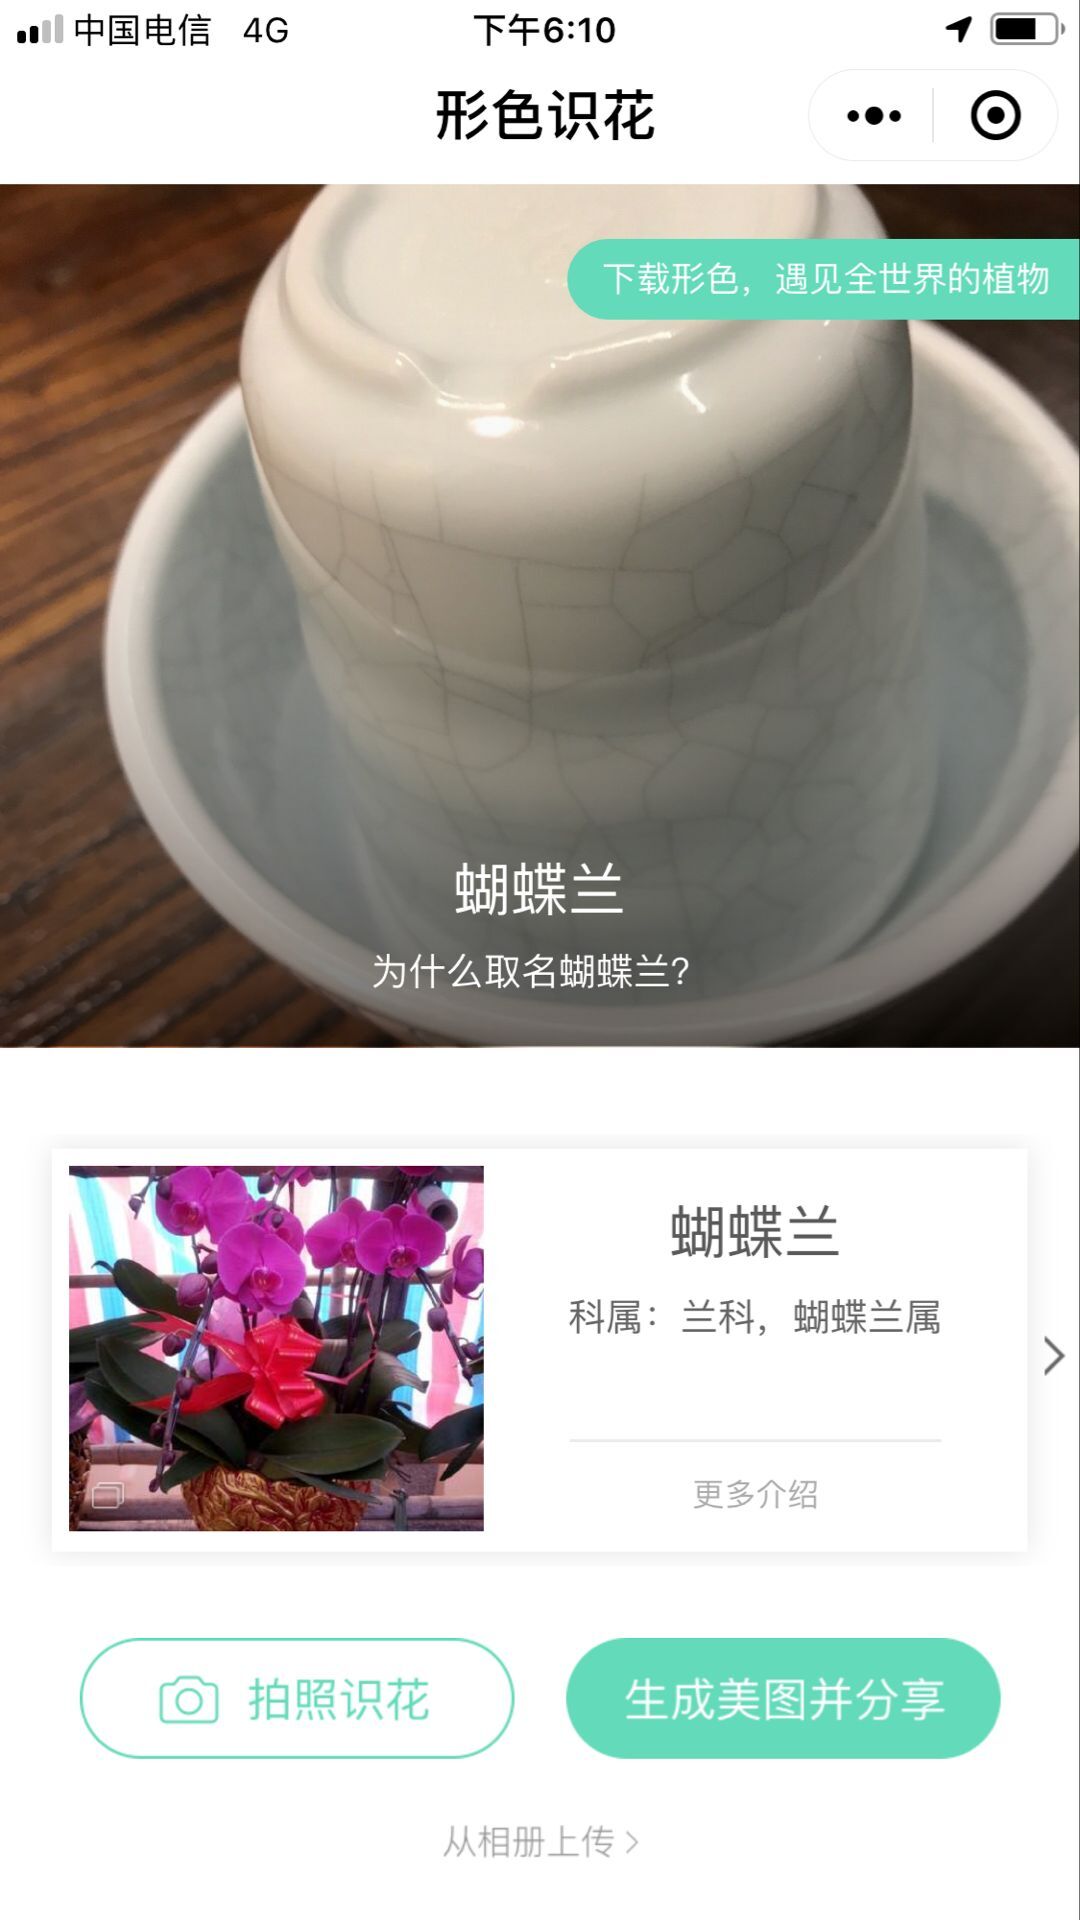 中国电信 4G 下午6:10
形色识花
下载形色，遇见全世界的植物
蝴蝶兰
为什么取名蝴蝶兰?
蝴蝶兰
科属：兰科，蝴蝶兰属
更多介绍
拍照识花
生成美图并分享
从相册上传